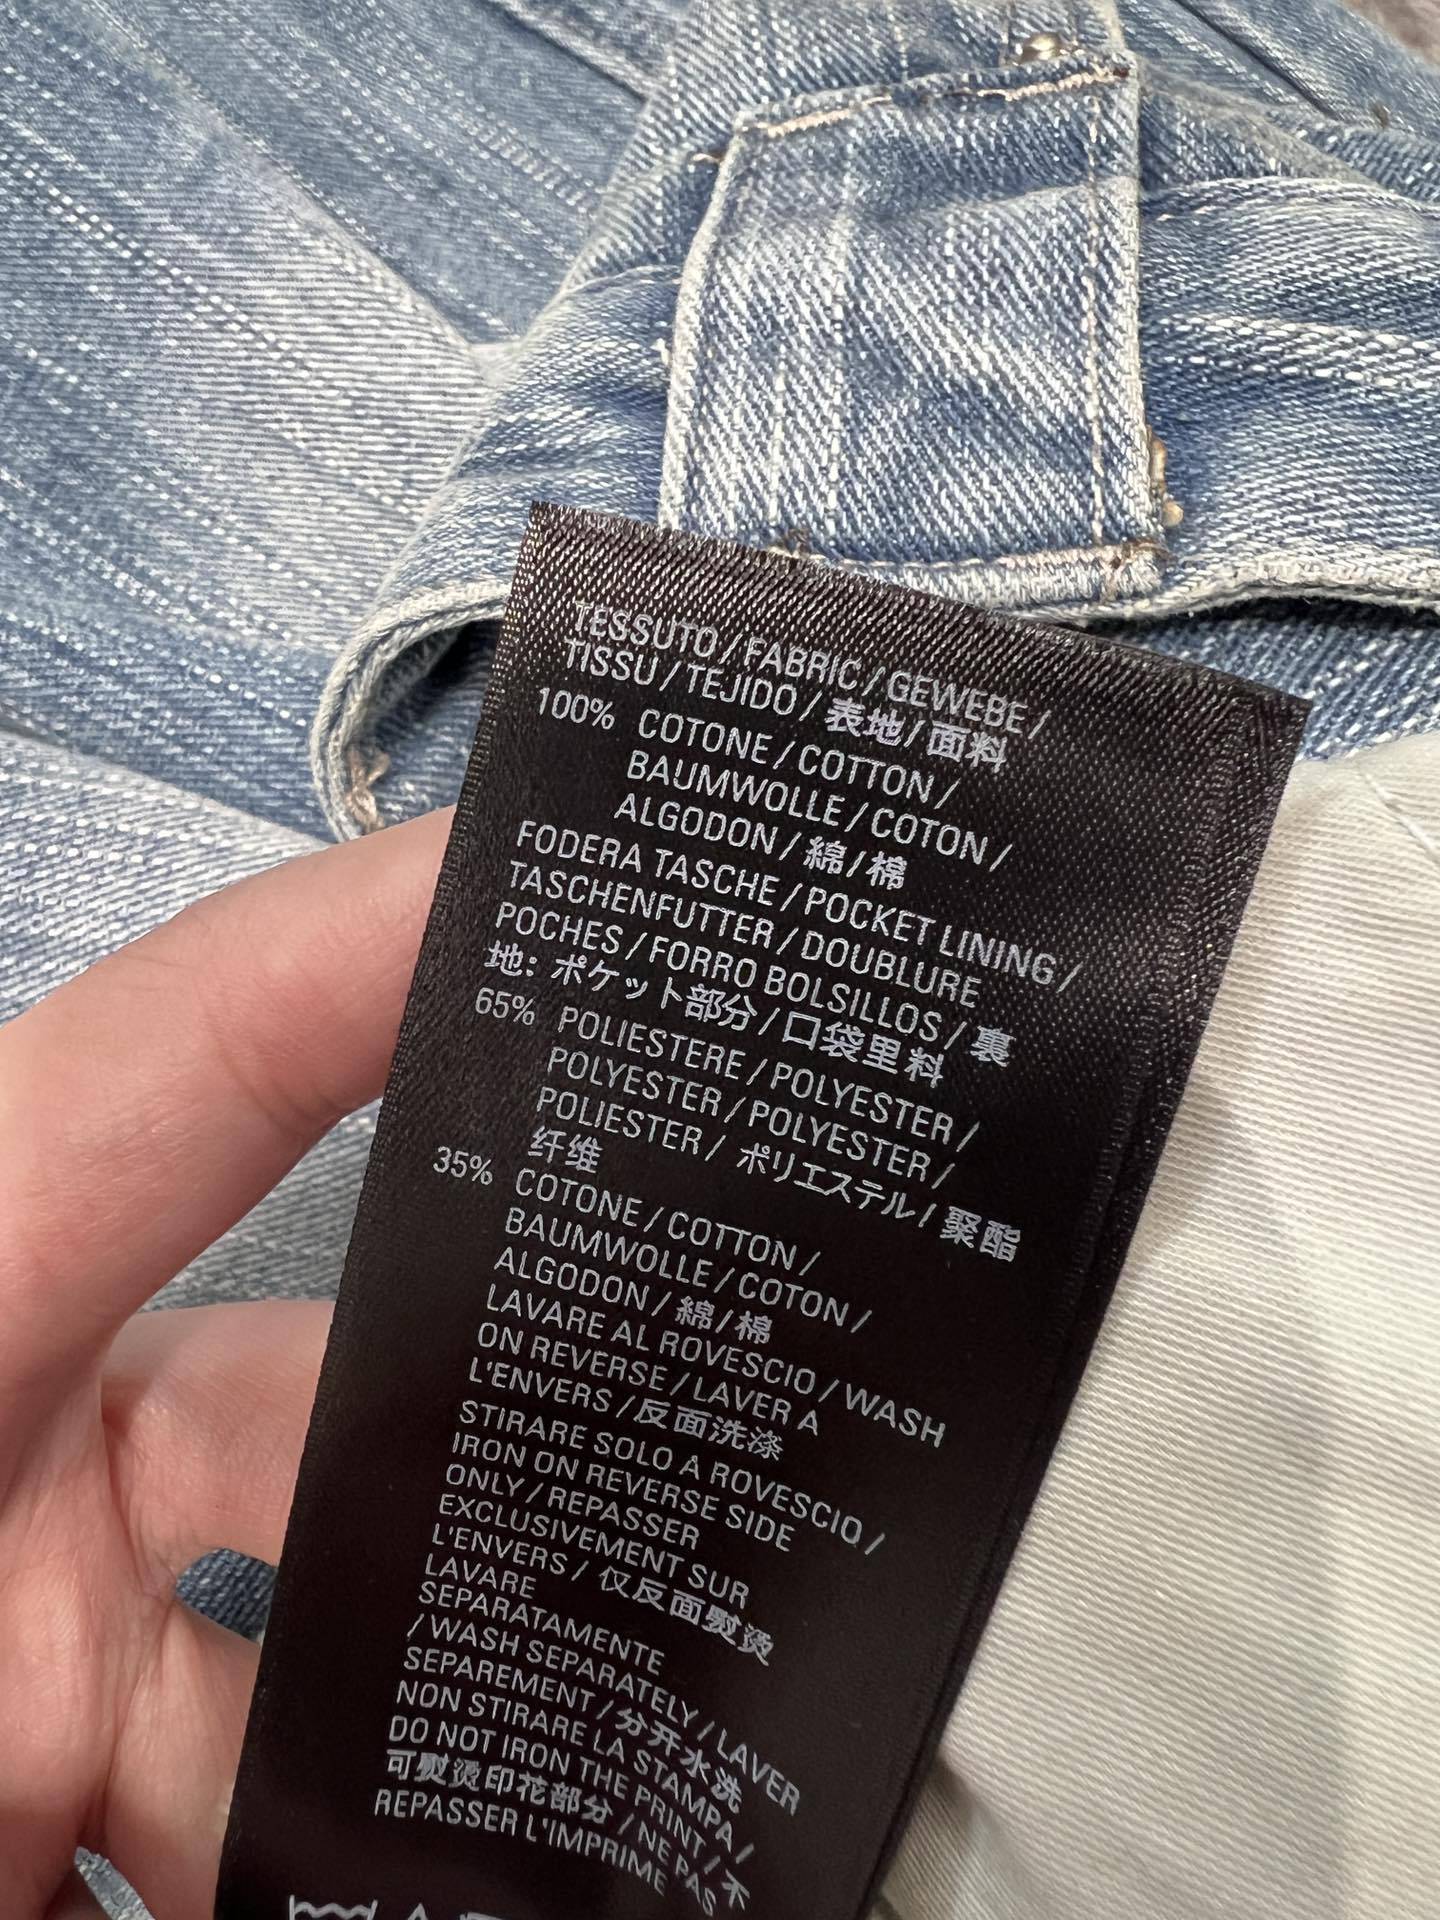 TESSUTO / FABRIC / GEWEBE /
TISSU / TEJIDO / 表地 / 面料
100% COTONE / COTTON /
BAUMWOLLE / COTON /
ALGODON / 綿 / 棉
FODERA TASCHE / POCKET LINING /
TASCHENFUTTER / DOUBLURE
POCHES / FORRO BOLSILLOS / 裏
地: ポケット部分 / 口袋里料
65% POLIESTERE / POLYESTER /
POLYESTER / POLYESTER /
POLIESTER / ポリエステル / 聚酯
纤维
35% COTONE / COTTON /
BAUMWOLLE / COTON /
ALGODON / 綿 / 棉
LAVARE AL ROVESCIO / WASH
ON REVERSE / LAVER A
L'ENVERS / 反面洗涤
STIRARE SOLO A ROVESCIO /
IRON ON REVERSE SIDE
ONLY / REPASSER
EXCLUSIVEMENT SUR
L'ENVERS / 仅反面熨烫
LAVARE
SEPARATAMENTE
/ WASH SEPARATELY / LAVER
SEPAREMENT / 分开水洗
NON STIRARE LA STAMPA /
DO NOT IRON THE PRINT / 不
可熨烫印花部分 / NE PAS
REPASSER L'IMPRIME